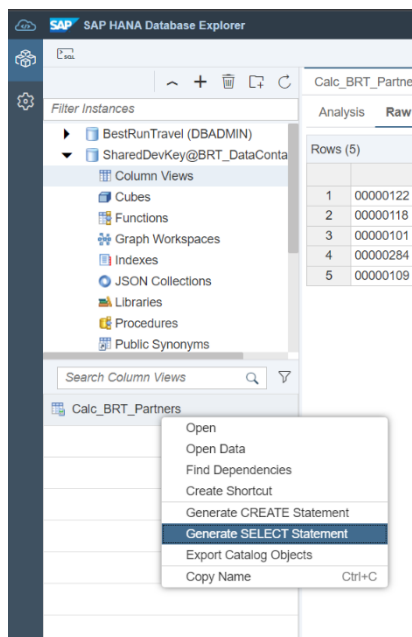 SAP SAP HANA Database Explorer
SQL
Filter Instances
BestRunTravel (DBADMIN)
SharedDevKey@BRT_DataConta
Column Views
Cubes
Functions
Graph Workspaces
Indexes
JSON Collections
Libraries
Procedures
Public Synonyms
Search Column Views
Calc_BRT_Partners
Open
Open Data
Find Dependencies
Create Shortcut
Generate CREATE Statement
Generate SELECT Statement
Export Catalog Objects
Copy Name Ctrl+C
Calc_BRT_Partne
Analysis Raw
Rows (5)
1 00000122
2 00000118
3 00000101
4 00000284
5 00000109